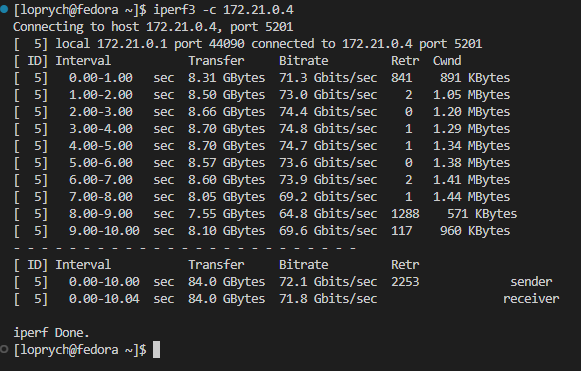 [loprych@fedora ~]$ iperf3 -c 172.21.0.4
Connecting to host 172.21.0.4, port 5201
[  5] local 172.21.0.1 port 44090 connected to 172.21.0.4 port 5201
[ ID] Interval           Transfer     Bitrate         Retr  Cwnd
[  5]   0.00-1.00   sec  8.31 GBytes  71.3 Gbits/sec  841    891 KBytes
[  5]   1.00-2.00   sec  8.50 GBytes  73.0 Gbits/sec    2   1.05 MBytes
[  5]   2.00-3.00   sec  8.66 GBytes  74.4 Gbits/sec    0   1.20 MBytes
[  5]   3.00-4.00   sec  8.70 GBytes  74.8 Gbits/sec    1   1.29 MBytes
[  5]   4.00-5.00   sec  8.70 GBytes  74.7 Gbits/sec    1   1.34 MBytes
[  5]   5.00-6.00   sec  8.57 GBytes  73.6 Gbits/sec    0   1.38 MBytes
[  5]   6.00-7.00   sec  8.60 GBytes  73.9 Gbits/sec    2   1.41 MBytes
[  5]   7.00-8.00   sec  8.05 GBytes  69.2 Gbits/sec    1   1.44 MBytes
[  5]   8.00-9.00   sec  7.55 GBytes  64.8 Gbits/sec  1288    571 KBytes
[  5]   9.00-10.00  sec  8.10 GBytes  69.6 Gbits/sec  117    960 KBytes
- - - - - - - - - - - - - - - - - - - - - - - - -
[ ID] Interval           Transfer     Bitrate         Retr
[  5]   0.00-10.00  sec  84.0 GBytes  72.1 Gbits/sec  2253             sender
[  5]   0.00-10.04  sec  84.0 GBytes  71.8 Gbits/sec                  receiver

iperf Done.
[loprych@fedora ~]$